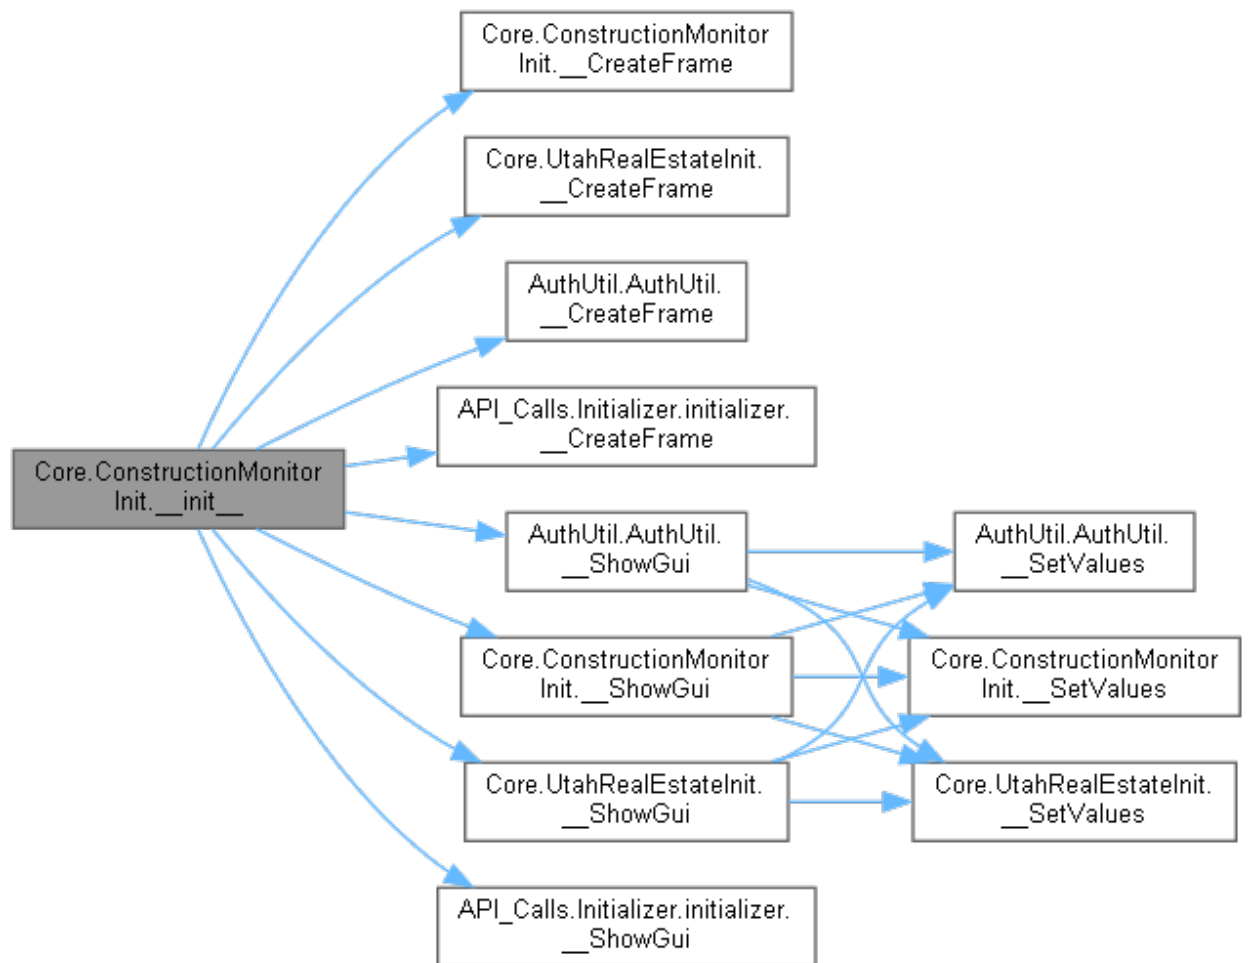 Core.ConstructionMonitor
Init.__CreateFrame
Core.UtahRealEstateInit.
__CreateFrame
AuthUtil.AuthUtil.
__CreateFrame
API_Calls.Initializer.initializer.
__CreateFrame
Core.ConstructionMonitor
Init.__init__
AuthUtil.AuthUtil.
__ShowGui
AuthUtil.AuthUtil.
__SetValues
Core.ConstructionMonitor
Init.__ShowGui
Core.ConstructionMonitor
Init.__SetValues
Core.UtahRealEstateInit.
__ShowGui
Core.UtahRealEstateInit.
__SetValues
API_Calls.Initializer.initializer.
__ShowGui